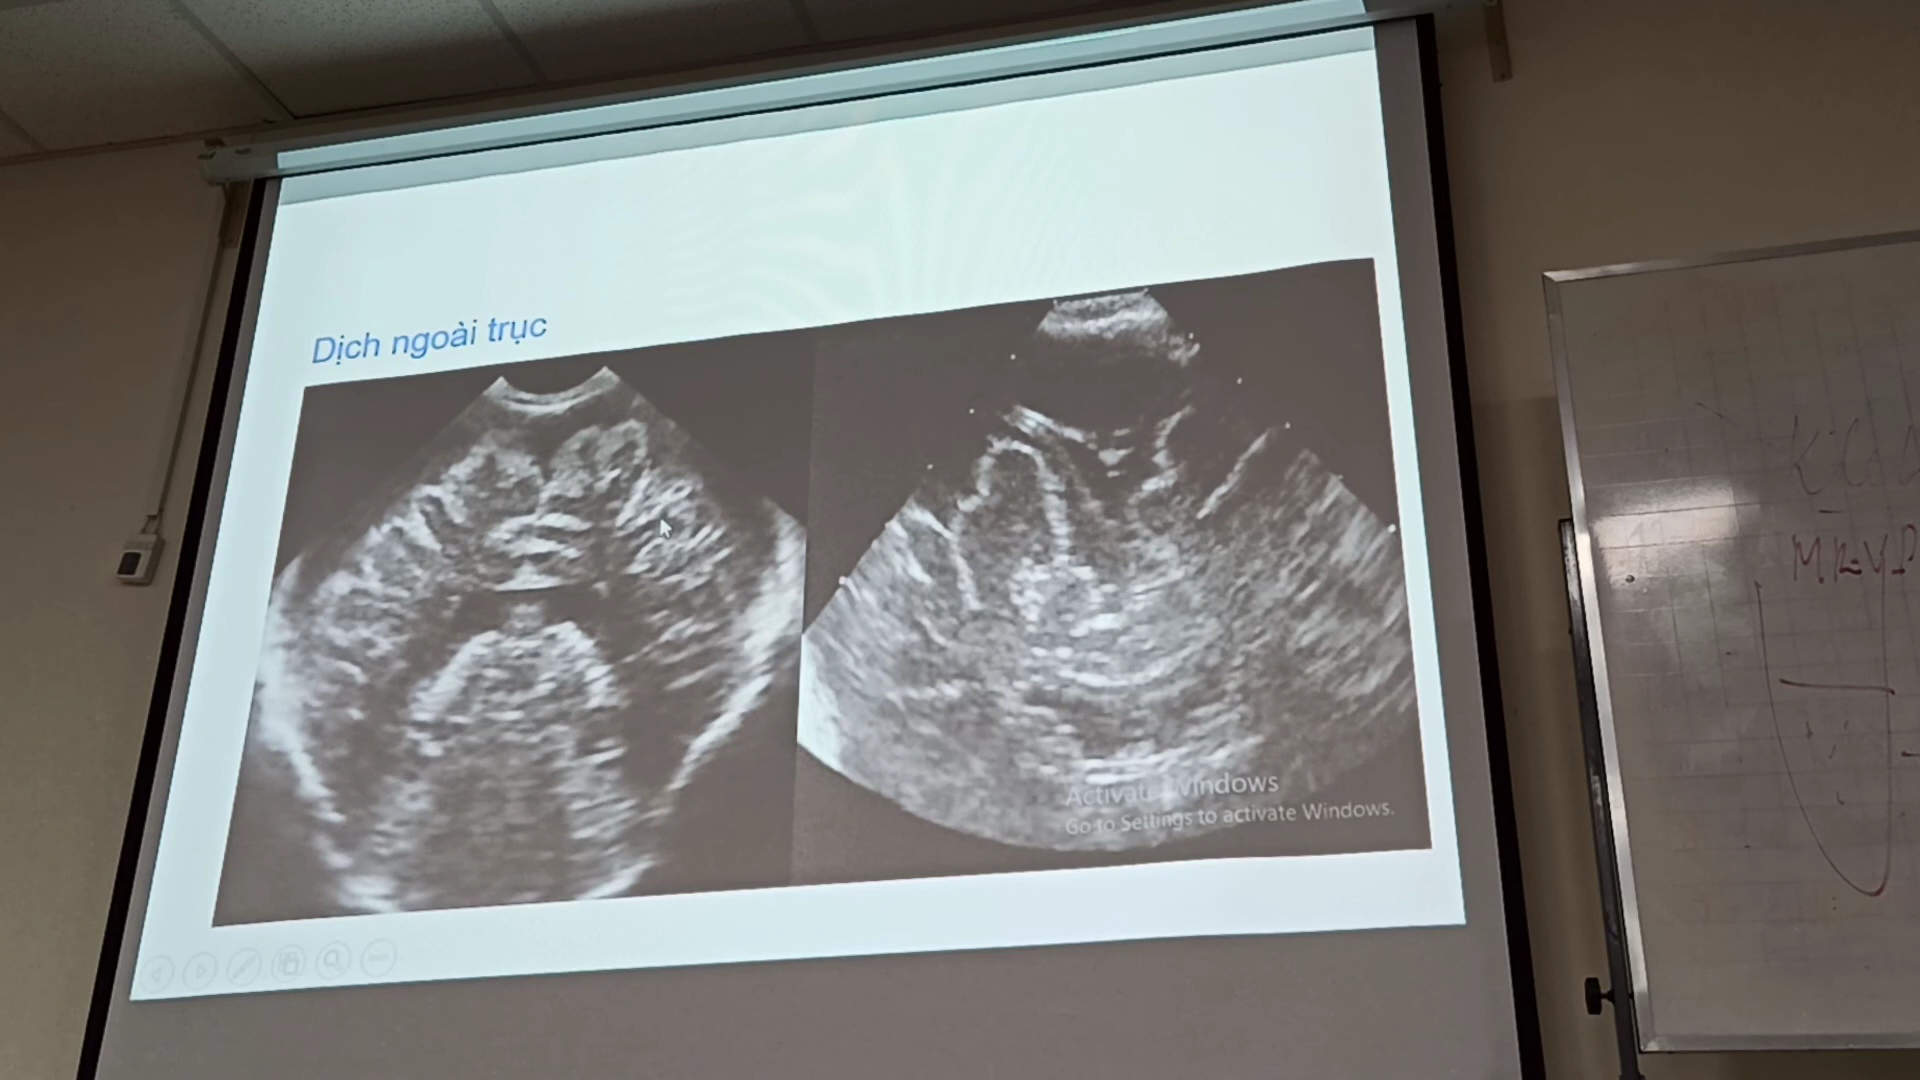 Dịch ngoài trục
Activate Windows
Go to Settings to activate Windows.